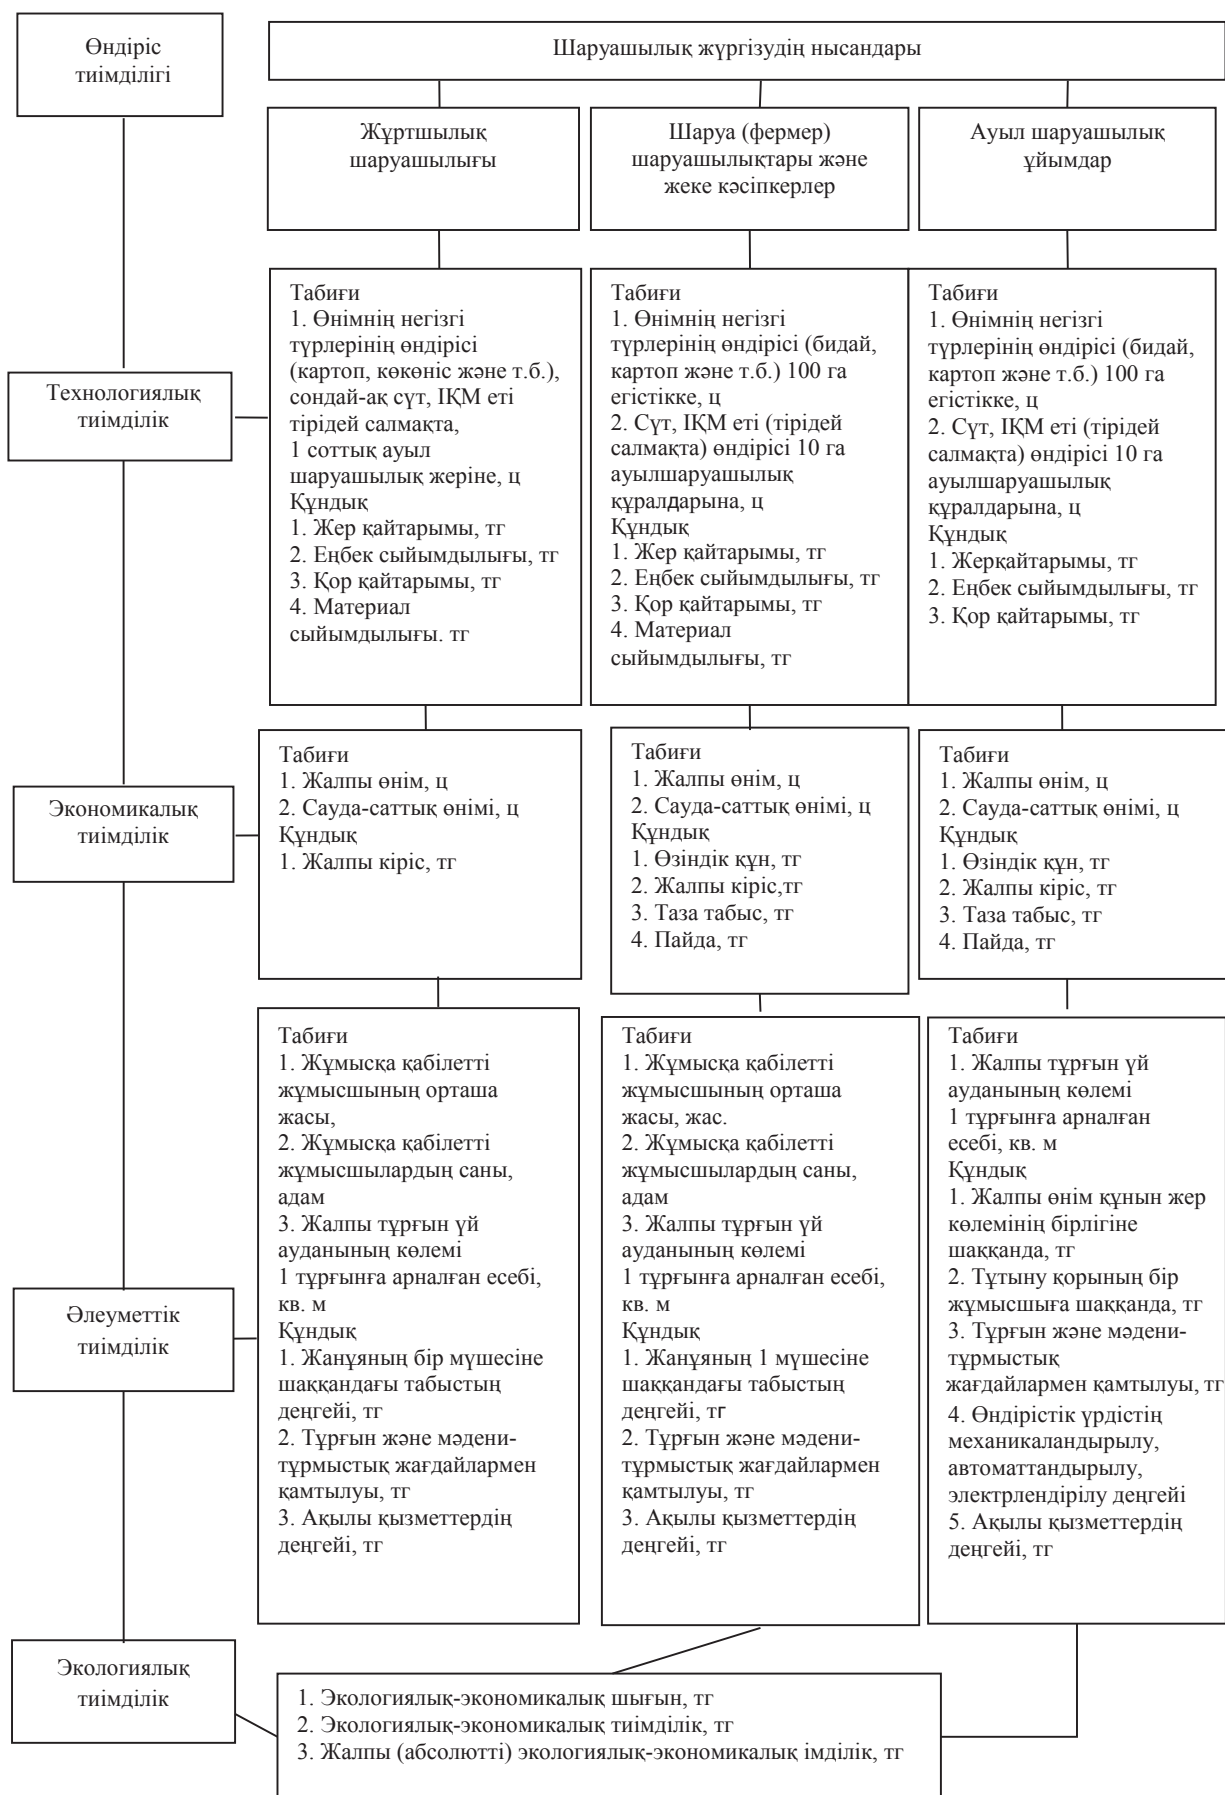 Өндіріс
тиімділігі
Шаруашылық жүргізудің нысандары
Жұртшылық
шаруашылығы
Шаруа (фермер)
шаруашылықтары және
жеке кәсіпкерлер
Ауыл шаруашылық
ұйымдар
Технологиялық
тиімділік
Табиғи
1. Өнімнің негізгі
түрлерінің өндірісі
(картоп, көкөніс және т.б.),
сондай-ақ сүт, ІҚМ еті
тірідей салмақта,
1 соттық ауыл
шаруашылық жеріне, ц
Құндық
1. Жер қайтарымы, тг
2. Еңбек сыйымдылығы, тг
3. Қор қайтарымы, тг
4. Материал
сыйымдылығы. тг
Табиғи
1. Өнімнің негізгі
түрлерінің өндірісі (бидай,
картоп және т.б.) 100 га
егістікке, ц
2. Сүт, ІҚМ еті (тірідей
салмақта) өндірісі 10 га
ауылшаруашылық
құралдарына, ц
Құндық
1. Жер қайтарымы, тг
2. Еңбек сыйымдылығы, тг
3. Қор қайтарымы, тг
4. Материал
сыйымдылығы, тг
Табиғи
1. Өнімнің негізгі
түрлерінің өндірісі (бидай,
картоп және т.б.) 100 га
егістікке, ц
2. Сүт, ІҚМ еті (тірідей
салмақта) өндірісі 10 га
ауылшаруашылық
құралдарына, ц
Құндық
1. Жерқайтарымы, тг
2. Еңбек сыйымдылығы, тг
3. Қор қайтарымы, тг
Экономикалық
тиімділік
Табиғи
1. Жалпы өнім, ц
2. Сауда-саттық өнімі, ц
Құндық
1. Жалпы кіріс, тг
Табиғи
1. Жалпы өнім, ц
2. Сауда-саттық өнімі, ц
Құндық
1. Өзіндік құн, тг
2. Жалпы кіріс,тг
3. Таза табыс, тг
4. Пайда, тг
Табиғи
1. Жалпы өнім, ц
2. Сауда-саттық өнімі, ц
Құндық
1. Өзіндік құн, тг
2. Жалпы кіріс, тг
3. Таза табыс, тг
4. Пайда, тг
Әлеуметтік
тиімділік
Табиғи
1. Жұмысқа қабілетті
жұмысшының орташа
жасы,
2. Жұмысқа қабілетті
жұмысшылардың саны,
адам
3. Жалпы тұрғын үй
ауданының көлемі
1 тұрғынға арналған есебі,
кв. м
Құндық
1. Жанұяның бір мүшесіне
шаққандағы табыстың
деңгейі, тг
2. Тұрғын және мәдени-
тұрмыстық жағдайлармен
қамтылуы, тг
3. Ақылы қызметтердің
деңгейі, тг
Табиғи
1. Жұмысқа қабілетті
жұмысшының орташа
жасы, жас.
2. Жұмысқа қабілетті
жұмысшылардың саны,
адам
3. Жалпы тұрғын үй
ауданының көлемі
1 тұрғынға арналған есебі,
кв. м
Құндық
1. Жанұяның 1 мүшесіне
шаққандағы табыстың
деңгейі, тг
2. Тұрғын және мәдени-
тұрмыстық жағдайлармен
қамтылуы, тг
3. Ақылы қызметтердің
деңгейі, тг
Табиғи
1. Жалпы тұрғын үй
ауданының көлемі
1 тұрғынға арналған
есебі, кв. м
Құндық
1. Жалпы өнім құнын жер
көлемінің бірлігіне
шаққанда, тг
2. Тұтыну қорының бір
жұмысшыға шаққанда, тг
3. Тұрғын және мәдени-
тұрмыстық
жағдайлармен қамтылуы, тг
4. Өндірістік үрдістің
механикаландырылу,
автоматтандырылу,
электрлендірілу деңгейі
5. Ақылы қызметтердің
деңгейі, тг
Экологиялық
тиімділік
1. Экологиялық-экономикалық шығын, тг
2. Экологиялық-экономикалық тиімділік, тг
3. Жалпы (абсолютті) экологиялық-экономикалық імділік, тг